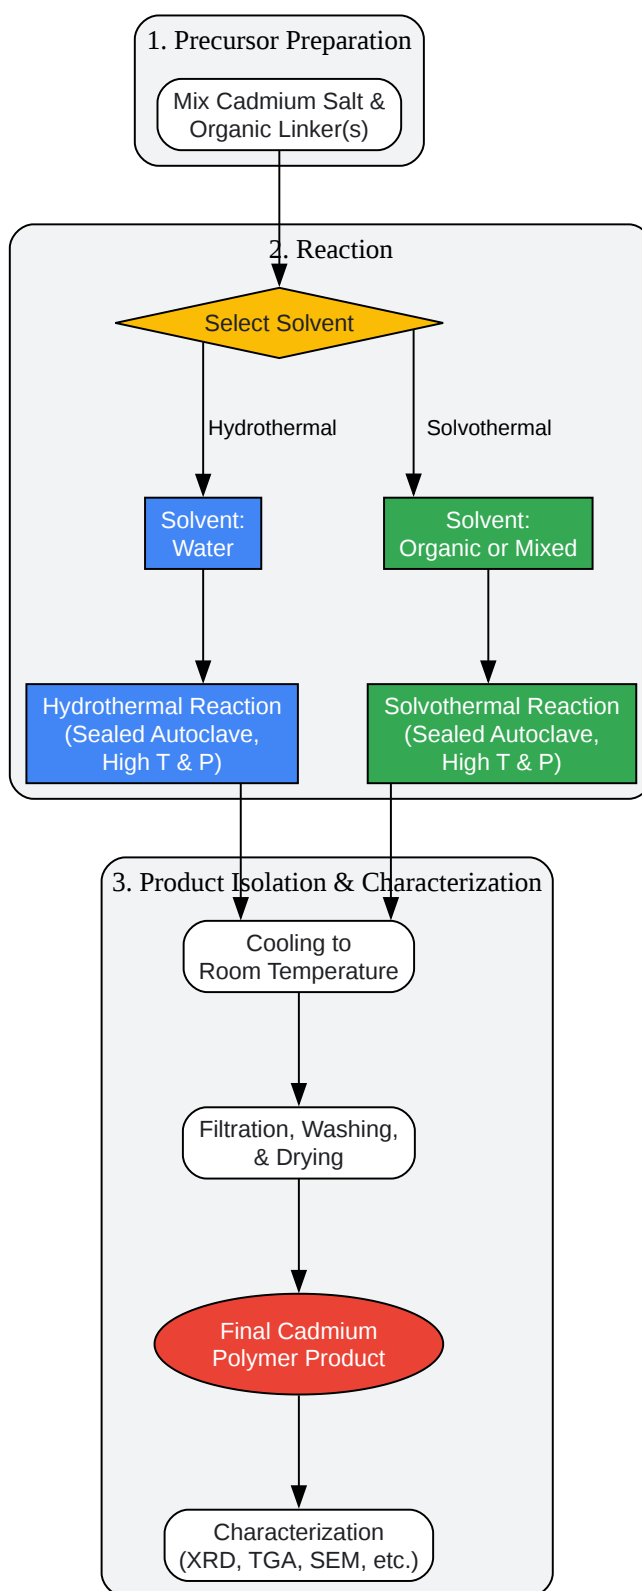 1. Precursor Preparation
Mix Cadmium Salt &
Organic Linker(s)
2. Reaction
Select Solvent
Hydrothermal
Solvothermal
Solvent:
Water
Solvent:
Organic or Mixed
Hydrothermal Reaction
(Sealed Autoclave,
High T & P)
Solvothermal Reaction
(Sealed Autoclave,
High T & P)
3. Product Isolation & Characterization
Cooling to
Room Temperature
Filtration, Washing,
& Drying
Final Cadmium
Polymer Product
Characterization
(XRD, TGA, SEM, etc.)